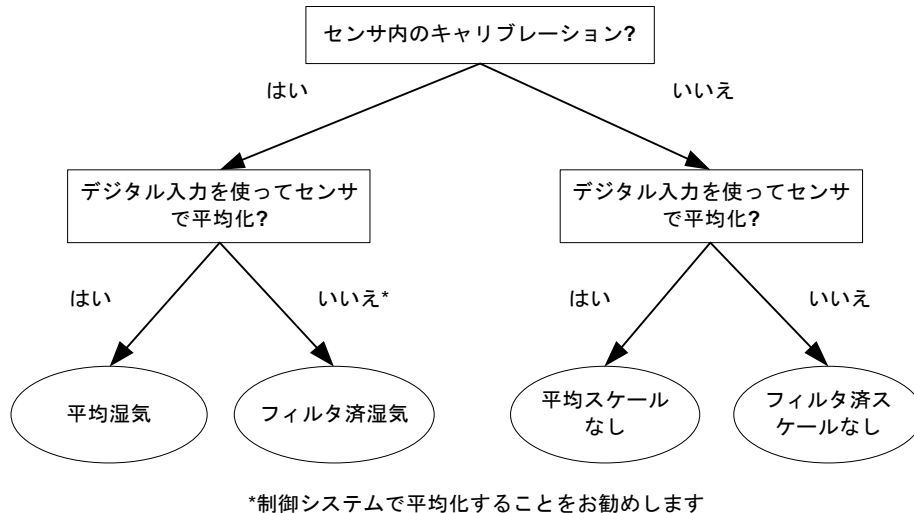 センサ内のキャリブレーション?
はい
いいえ
デジタル入力を使ってセンサ
で平均化?
デジタル入力を使ってセンサ
で平均化?
はい
いいえ*
はい
いいえ
平均湿気
フィルタ済湿気
平均スケール
なし
フィルタ済ス
ケールなし
*制御システムで平均化することをお勧めします